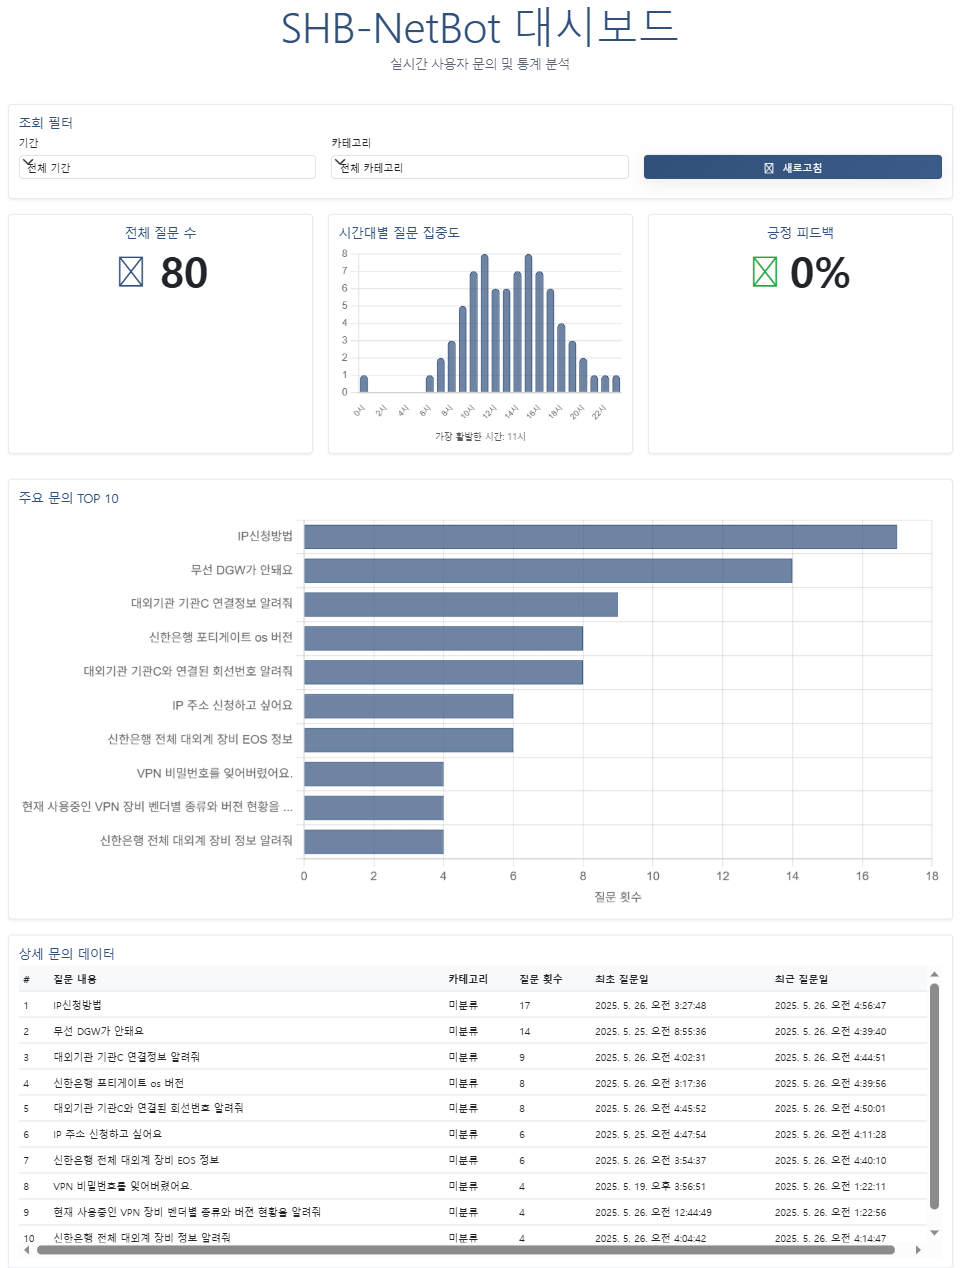 SHB-NetBot 대시보드
실시간 사용자 문의 및 통계 분석
조회 필터
기간
카테고리
전체 기간
전체 카테고리
새로고침
전체 질문 수
80
시간대별 질문 집중도
8
7
6
5
4
3
2
1
0
0시 2시 4시 6시 8시 10시 12시 14시 16시 18시 20시 22시
가장 활발한 시간: 11시
긍정 피드백
0%
주요 문의 TOP 10
IP신청방법
무선 DGW가 안돼요
대외기관 기관C 연결정보 알려줘
신한은행 포티게이트 os 버전
대외기관 기관C와 연결된 회선번호 알려줘
IP 주소 신청하고 싶어요
신한은행 전체 대외계 장비 EOS 정보
VPN 비밀번호를 잊어버렸어요.
현재 사용중인 VPN 장비 벤더별 종류와 버젼 현황을 ...
신한은행 전체 대외계 장비 정보 알려줘
0 2 4 6 8 10 12 14 16 18
질문 횟수
상세 문의 데이터
# 질문 내용 카테고리 질문 횟수 최초 질문일 최근 질문일
1 IP신청방법 미분류 17 2025. 5. 26. 오전 3:27:48 2025. 5. 26. 오전 4:56:47
2 무선 DGW가 안돼요 미분류 14 2025. 5. 25. 오전 8:55:36 2025. 5. 26. 오전 4:39:40
3 대외기관 기관C 연결정보 알려줘 미분류 9 2025. 5. 26. 오전 4:02:31 2025. 5. 26. 오전 4:44:51
4 신한은행 포티게이트 os 버전 미분류 8 2025. 5. 26. 오전 3:17:36 2025. 5. 26. 오전 4:39:56
5 대외기관 기관C와 연결된 회선번호 알려줘 미분류 8 2025. 5. 26. 오전 4:45:52 2025. 5. 26. 오전 4:50:01
6 IP 주소 신청하고 싶어요 미분류 6 2025. 5. 25. 오전 4:47:54 2025. 5. 26. 오전 4:11:28
7 신한은행 전체 대외계 장비 EOS 정보 미분류 6 2025. 5. 26. 오전 3:54:37 2025. 5. 26. 오전 4:40:10
8 VPN 비밀번호를 잊어버렸어요. 미분류 4 2025. 5. 19. 오후 3:56:51 2025. 5. 26. 오전 1:22:11
9 현재 사용중인 VPN 장비 벤더별 종류와 버젼 현황을 알려줘 미분류 4 2025. 5. 26. 오전 12:44:49 2025. 5. 26. 오전 1:22:56
10 신한은행 전체 대외계 장비 정보 알려줘 미분류 4 2025. 5. 26. 오전 4:04:42 2025. 5. 26. 오전 4:14:47